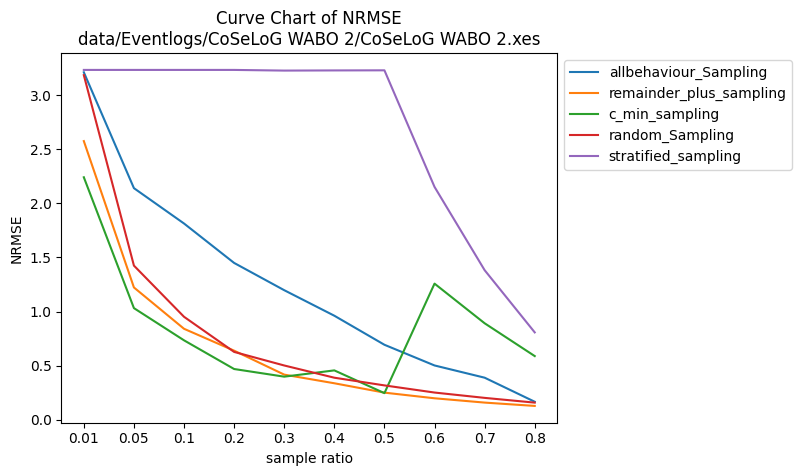 Curve Chart of NRMSE
data/Eventlogs/CoSeLoG WABO 2/CoSeLoG WABO 2.xes
allbehaviour_Sampling
remainder_plus_sampling
c_min_sampling
random_Sampling
stratified_sampling
NRMSE
3.0
2.5
2.0
1.5
1.0
0.5
0.0
0.01 0.05 0.1 0.2 0.3 0.4 0.5 0.6 0.7 0.8
sample ratio